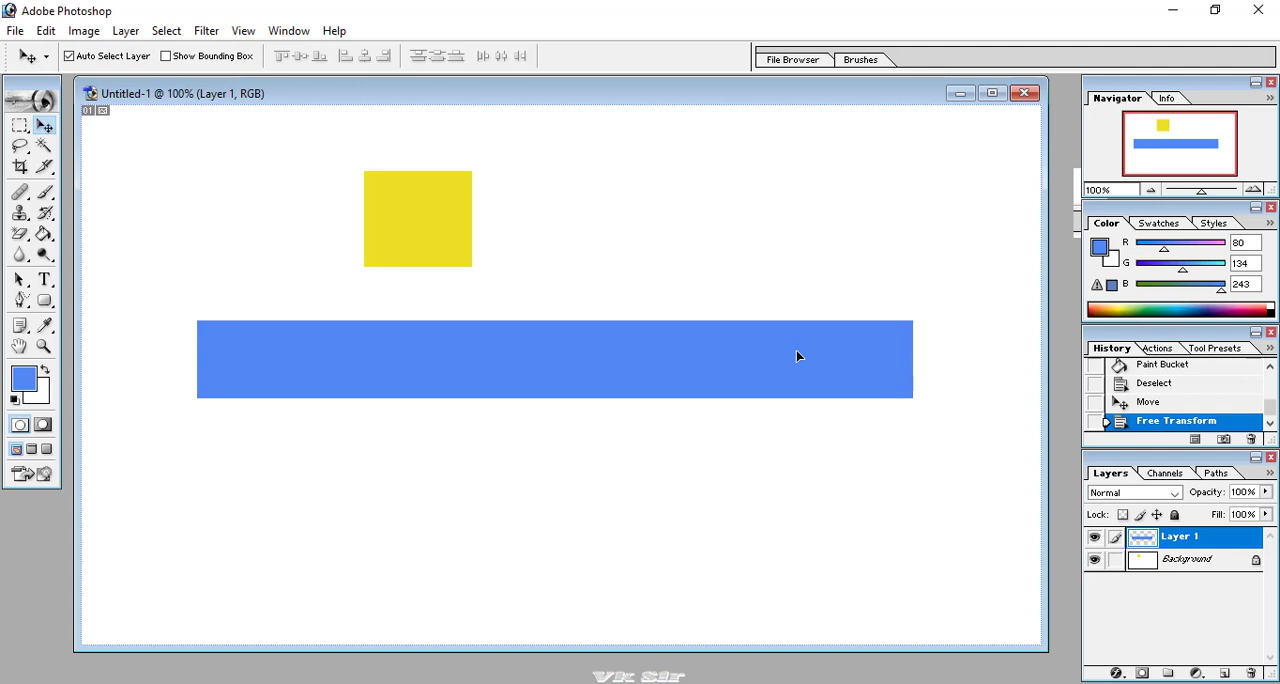 Adobe Photoshop
File Edit Image Layer Select Filter View Window Help
Auto Select Layer Show Bounding Box
File Browser Brushes
Untitled-1 @ 100% (Layer 1, RGB)
01
Navigator Info
100%
Color Swatches Styles
R 80
G 134
B 243
History Actions Tool Presets
Paint Bucket
Deselect
Move
Free Transform
Layers Channels Paths
Normal Opacity: 100%
Lock: Fill: 100%
Layer 1
Background
Vk Sir